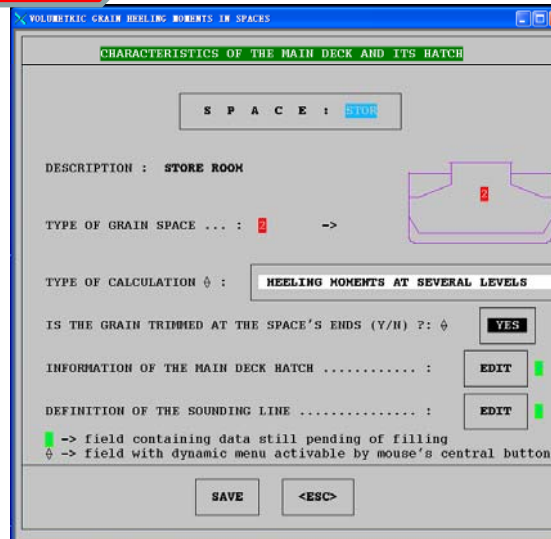 VOLUMETRIC GRAIN HEELING MOMENTS IN SPACES
CHARACTERISTICS OF THE MAIN DECK AND ITS HATCH
S P A C E : STOR
DESCRIPTION : STORE ROOM
2
TYPE OF GRAIN SPACE ... : 2 ->
TYPE OF CALCULATION ◊ : HEELING MOMENTS AT SEVERAL LEVELS
IS THE GRAIN TRIMMED AT THE SPACE'S ENDS (Y/N) ?: ◊ YES
INFORMATION OF THE MAIN DECK HATCH ............ : EDIT
DEFINITION OF THE SOUNDING LINE ............... : EDIT
-> field containing data still pending of filling
◊ -> field with dynamic menu activable by mouse's central button
SAVE <ESC>